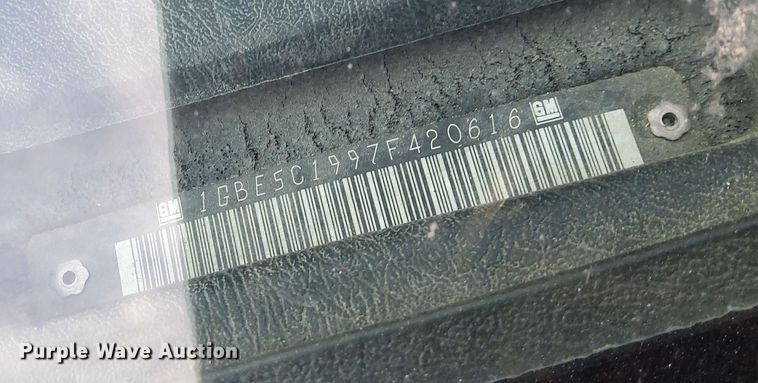 GM 1GBE5C1997F420616 GM
Purple Wave Auction